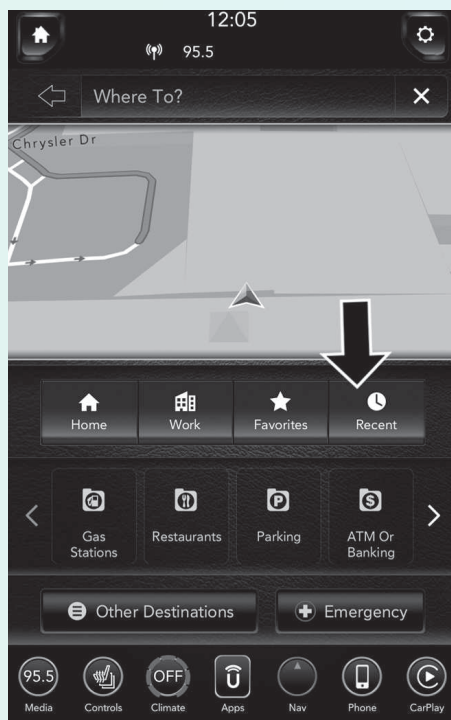 12:05
95.5
Where To?
Chrysler Dr
Home Work Favorites Recent
Gas Stations
Restaurants
Parking
ATM Or Banking
Other Destinations Emergency
95.5 OFF
Media Controls Climate Apps Nav Phone CarPlay